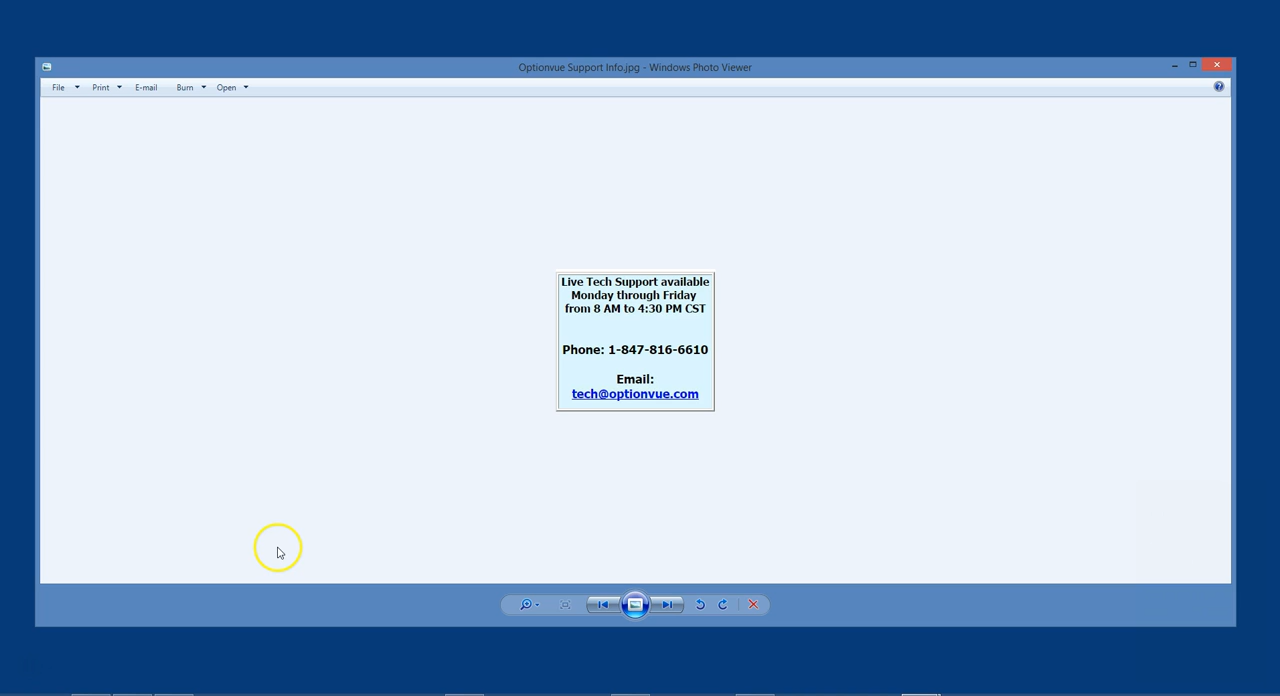 Optionvue Support Info.jpg - Windows Photo Viewer
File Print E-mail Burn Open
Live Tech Support available
Monday through Friday
from 8 AM to 4:30 PM CST
Phone: 1-847-816-6610
Email:
tech@optionvue.com